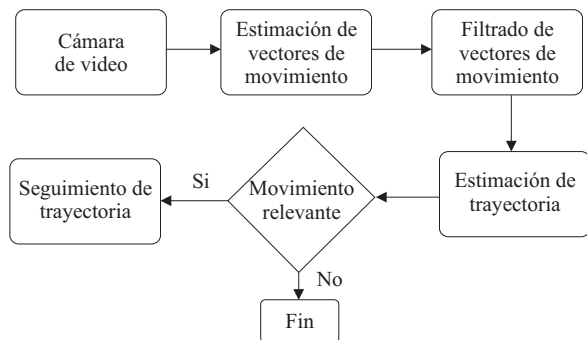 Cámara
de video
Estimación de
vectores de
movimiento
Filtrado de
vectores de
movimiento
Estimación de
trayectoria
Movimiento
relevante
Si
Seguimiento de
trayectoria
No
Fin